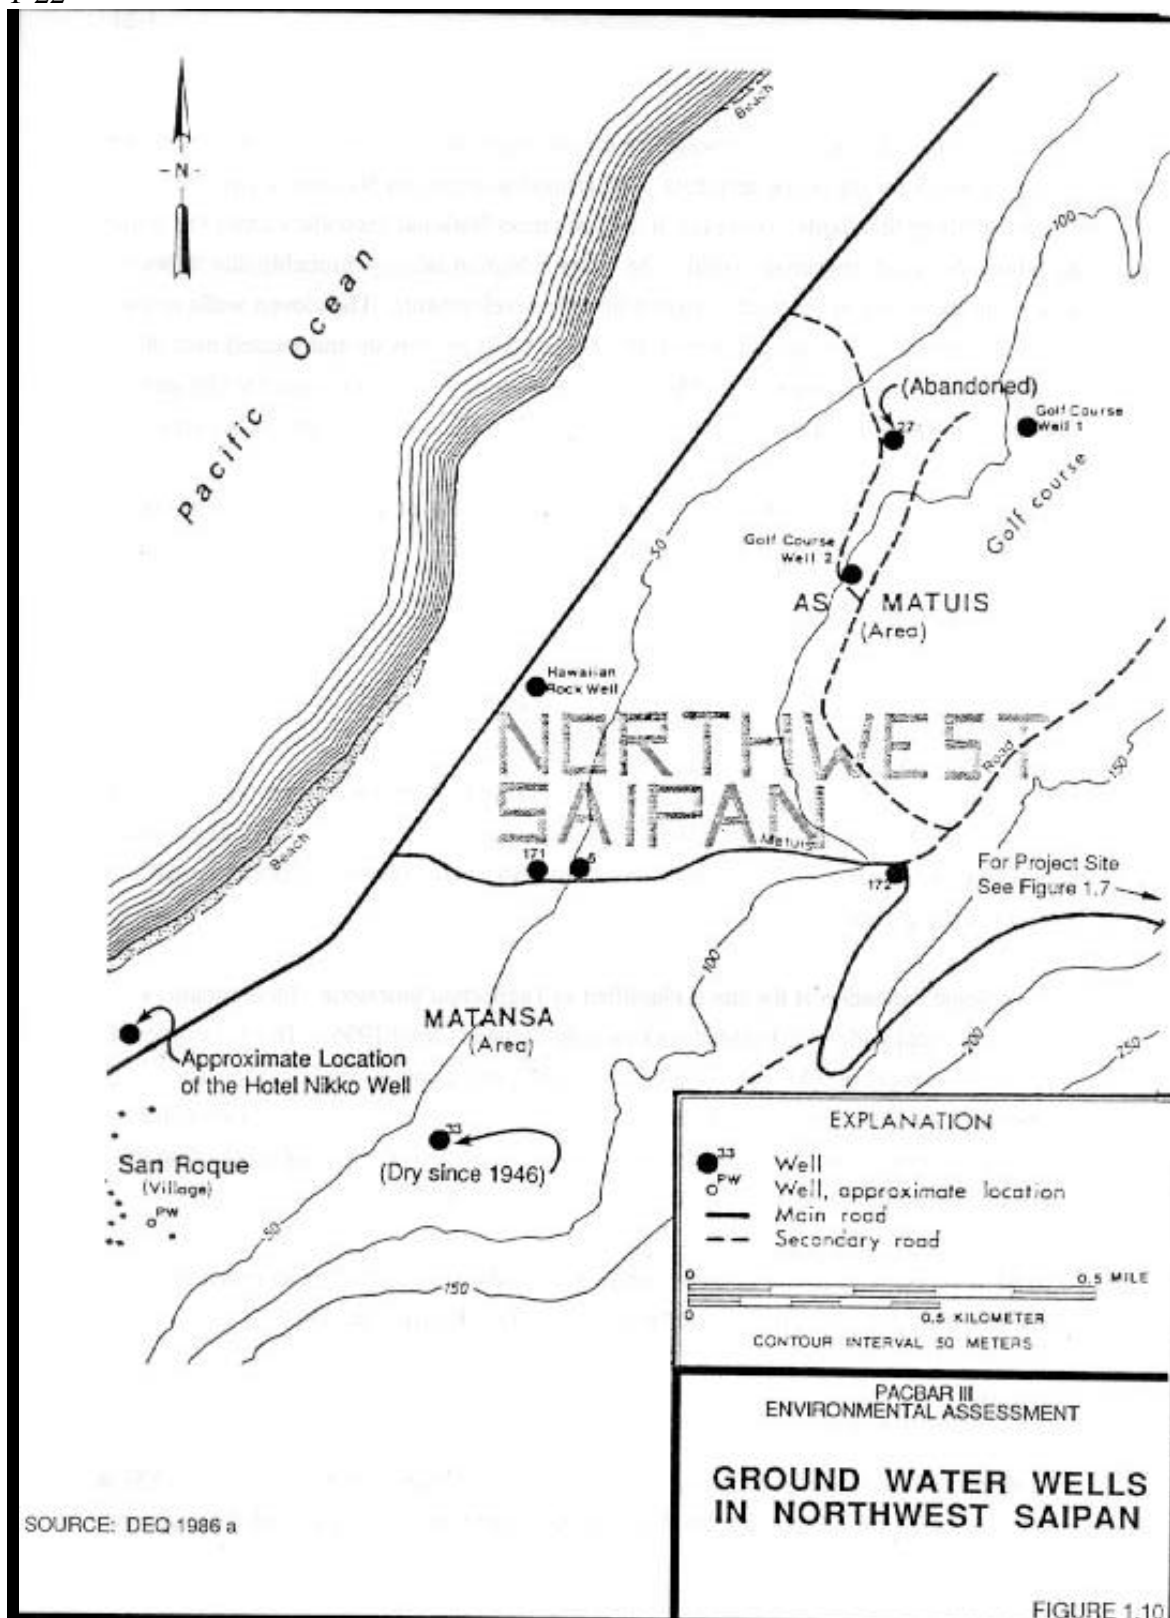 Beach
- N -
Pacific Ocean
100
(Abandoned)
27
Golf Course
Well 1
Golf course
50
Golf Course
Well 2
AS MATUIS
(Area)
Hawaiian
Rock Well
NORTHWEST
SAIPAN
Road
150
Beach
Matuis
171
5
172
For Project Site
See Figure 1.7
100
MATANSA
(Area)
200
250
Approximate Location
of the Hotel Nikko Well
33
(Dry since 1946)
San Roque
(Village)
PW
50
150
EXPLANATION
33
Well
PW
Well, approximate location
Main road
Secondary road
0 0.5 MILE
0 0.5 KILOMETER
CONTOUR INTERVAL 50 METERS
PACBAR III
ENVIRONMENTAL ASSESSMENT
GROUND WATER WELLS
IN NORTHWEST SAIPAN
SOURCE: DEQ 1986 a
FIGURE 1.10